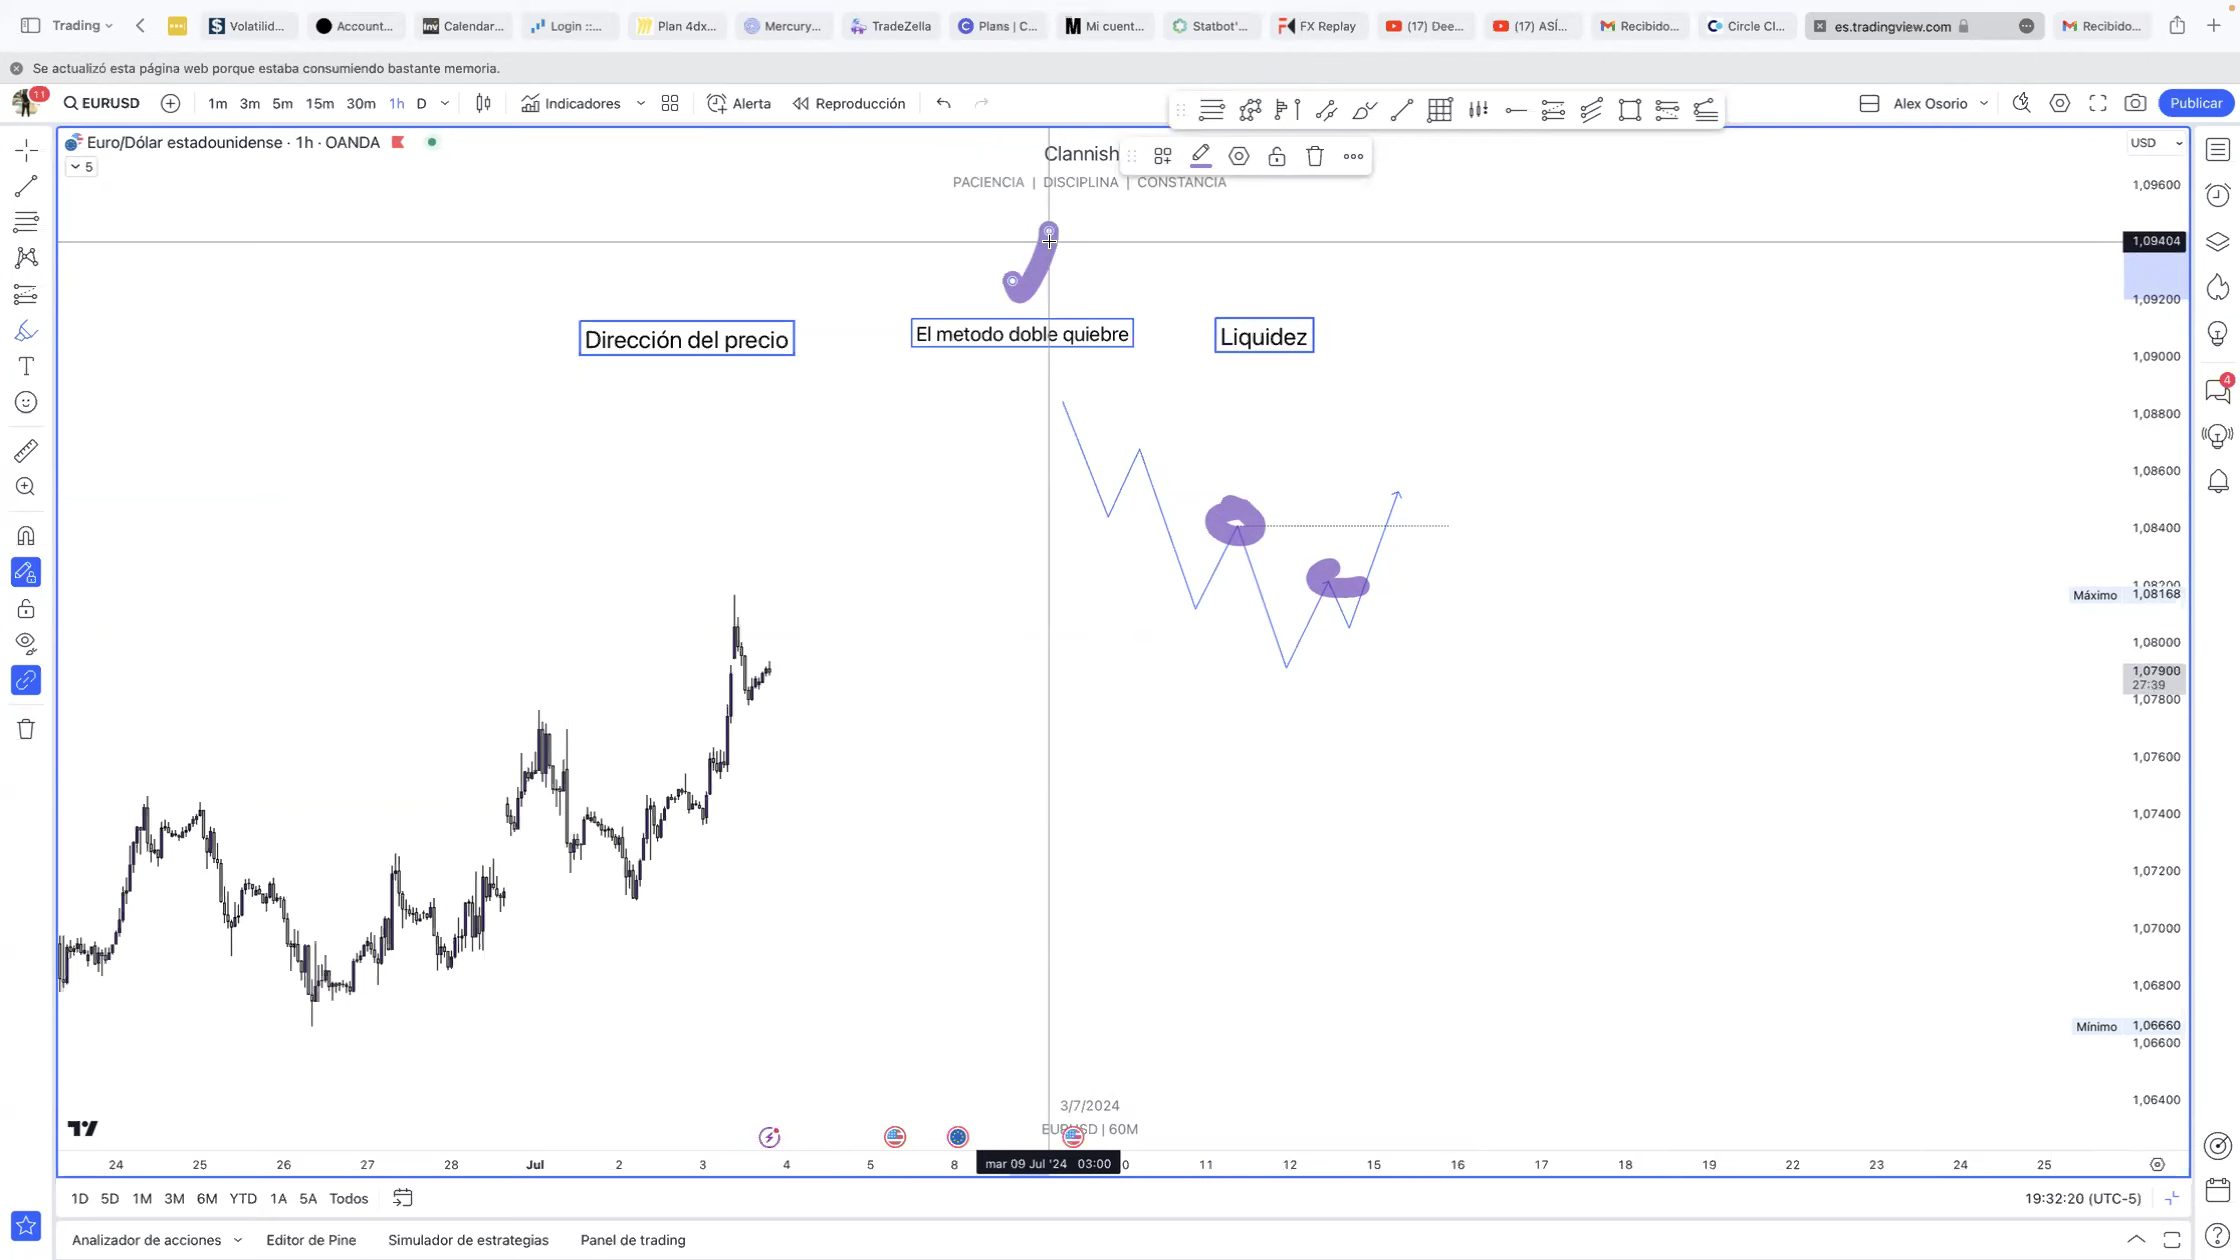 Trading
Volatilid...
Account...
Calendar...
Login ::...
Plan 4dx...
Mercury...
TradeZella
Plans | C...
Mi cuent...
Statbot'...
FX Replay
(17) Dee...
(17) ASÍ...
Recibido...
Circle Cl...
es.tradingview.com
Recibido...
Se actualizó esta página web porque estaba consumiendo bastante memoria.
11
EURUSD
1m 3m 5m 15m 30m 1h D
Indicadores
Alerta
Reproducción
Alex Osorio
Publicar
Euro/Dólar estadounidense · 1h · OANDA
5
Clannish
PACIENCIA | DISCIPLINA | CONSTANCIA
Dirección del precio
El metodo doble quiebre
Liquidez
USD
1,09600
1,09404
1,09200
1,09000
1,08800
1,08600
1,08400
1,08200
Máximo 1,08168
1,08000
1,07900
27:39
1,07800
1,07600
1,07400
1,07200
1,07000
1,06800
Mínimo 1,06660
1,06600
1,06400
4
3/7/2024
EURUSD | 60M
24 25 26 27 28 Jul 2 3 4 5 8 mar 09 Jul '24 03:00 0 11 12 15 16 17 18 19 22 23 24 25
1D 5D 1M 3M 6M YTD 1A 5A Todos
19:32:20 (UTC-5)
Analizador de acciones
Editor de Pine
Simulador de estrategias
Panel de trading